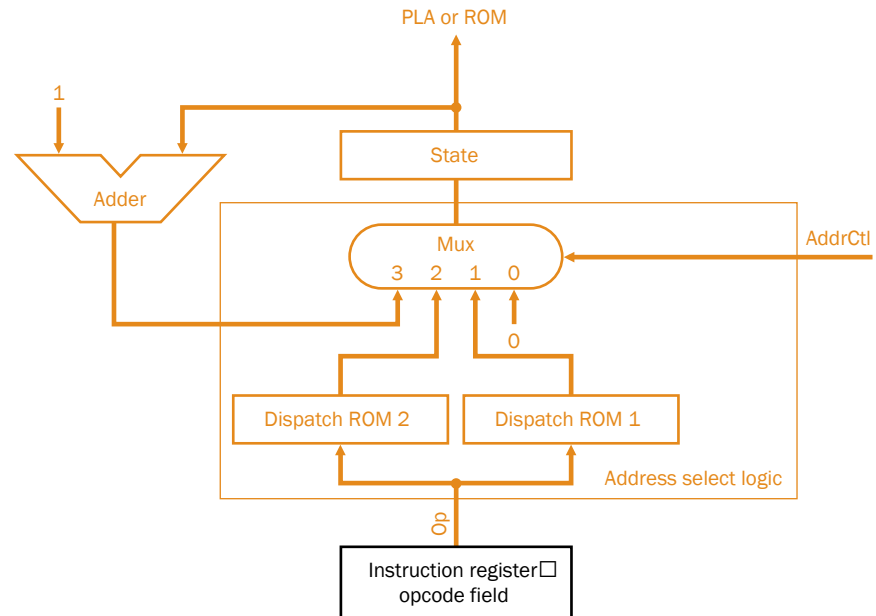 PLA or ROM
1
State
Adder
Mux
AddrCtl
3 2 1 0
0
Dispatch ROM 2
Dispatch ROM 1
Address select logic
Op
Instruction register□
opcode field